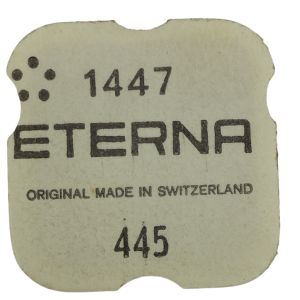 1447
ETERNA
ORIGINAL MADE IN SWITZERLAND
445